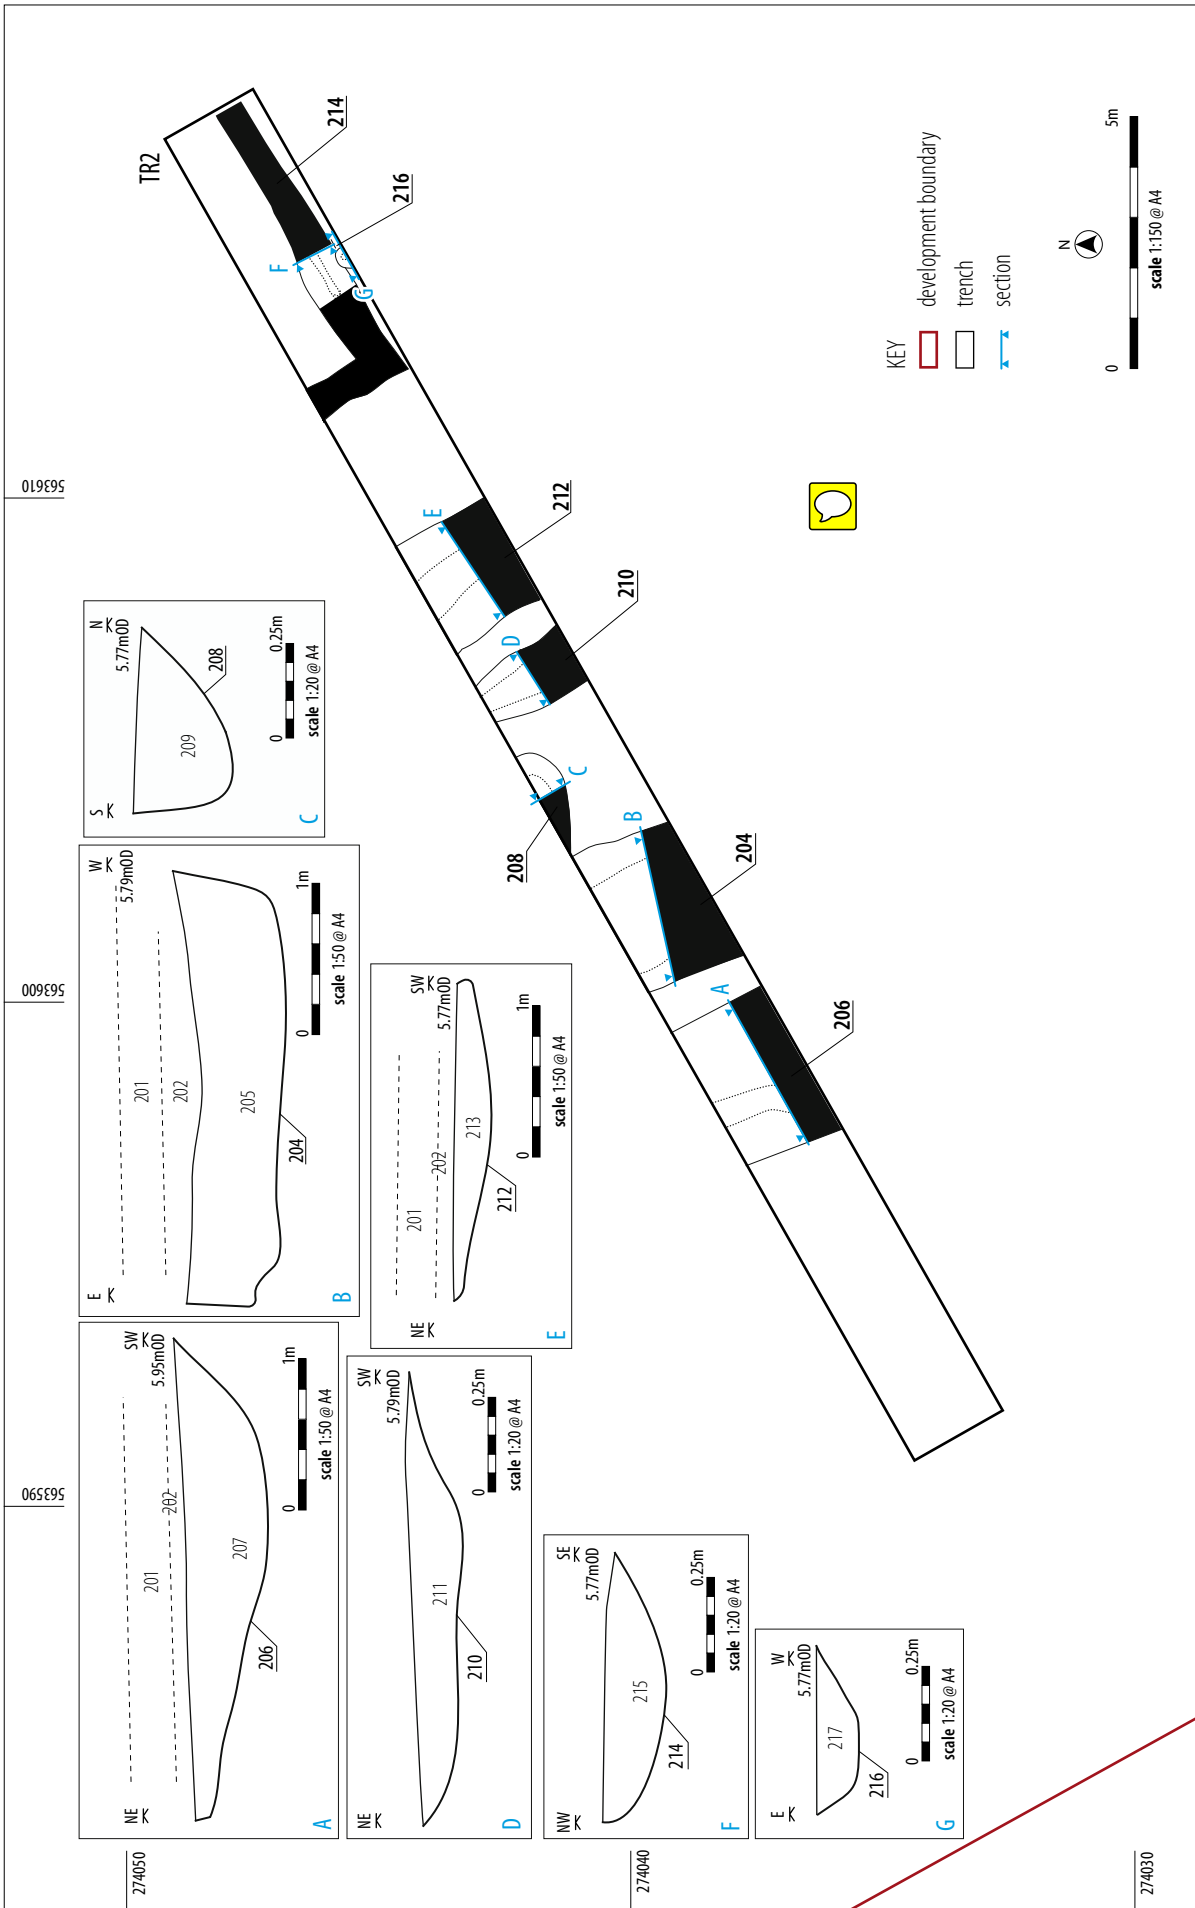 TR2
214
216
F
G
212
E
210
D
C
208
B
204
A
206
KEY
development boundary
trench
section
N
0
5m
scale 1:150 @ A4
563610
563600
563590
274050
274040
274030
NE
SW
5.95mOD
201
202
207
206
0
1m
scale 1:50 @ A4
A
E
W
5.79mOD
201
202
205
204
0
1m
scale 1:50 @ A4
B
S
N
5.77mOD
209
208
0
0.25m
scale 1:20 @ A4
C
NE
SW
5.79mOD
211
210
0
0.25m
scale 1:20 @ A4
D
NE
SW
5.77mOD
201
202
213
212
0
1m
scale 1:50 @ A4
E
NW
SE
5.77mOD
215
214
0
0.25m
scale 1:20 @ A4
F
E
W
5.77mOD
217
216
0
0.25m
scale 1:20 @ A4
G